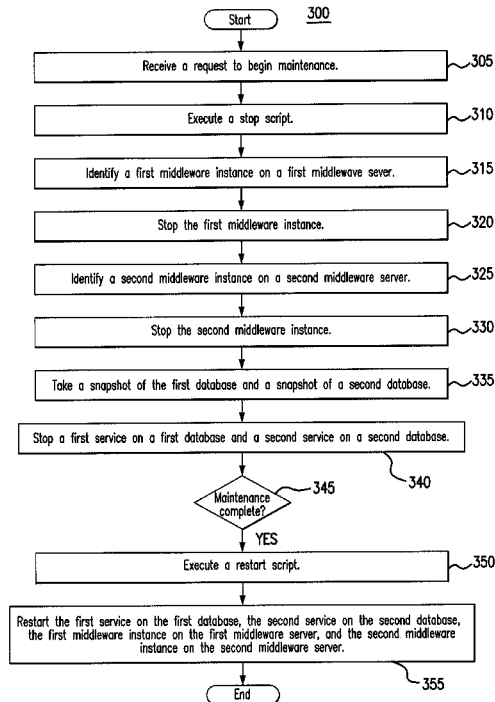 Start
300
Receive a request to begin maintenance.
305
Execute a stop script.
310
Identify a first middleware instance on a first middlewave sever.
315
Stop the first middleware instance.
320
Identify a second middleware instance on a second middleware server.
325
Stop the second middleware instance.
330
Take a snapshot of the first database and a snapshot of a second database.
335
Stop a first service on a first database and a second service on a second database.
340
Maintenance
complete?
345
YES
Execute a restart script.
350
Restart the first service on the first database, the second service on the second database,
the first middleware instance on the first middleware server, and the second middleware
instance on the second middleware server.
355
End